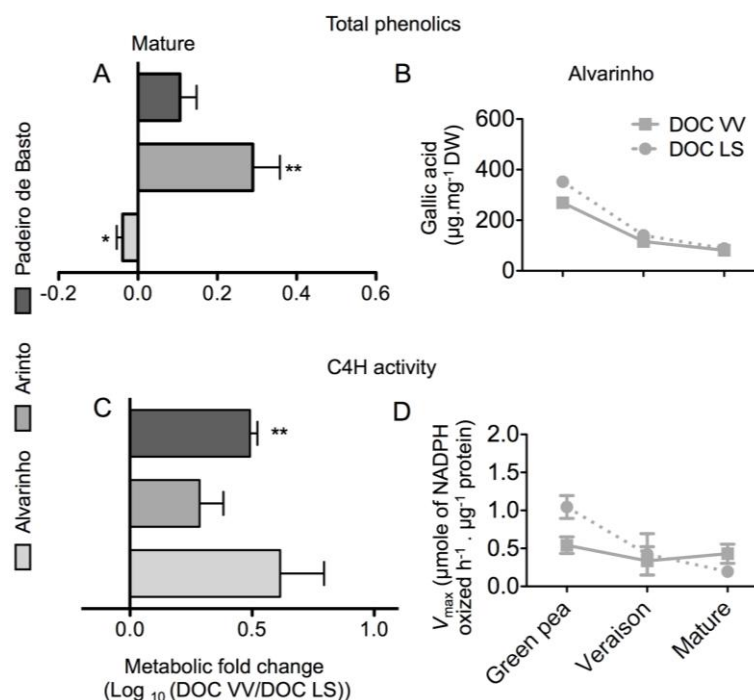 Total phenolics
Mature
A
**
*
-0.2 0.0 0.2 0.4 0.6
B
Alvarinho
DOC VV
DOC LS
600
400
200
0
Gallic acid
(µg.mg-1 DW)
Padeiro de Basto
Arinto
Alvarinho
C4H activity
C
**
0.0 0.5 1.0
Metabolic fold change
(Log 10 (DOC VV/DOC LS))
D
2.0
1.5
1.0
0.5
0.0
Vmax (µmole of NADPH
oxized h-1 . µg-1 protein)
Green pea
Veraison
Mature